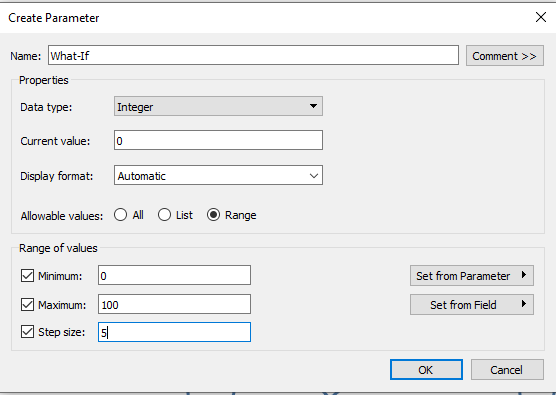 Create Parameter
Name: What-If Comment >>
Properties
Data type: Integer
Current value: 0
Display format: Automatic
Allowable values: All List Range
Range of values
Minimum: 0 Set from Parameter
Maximum: 100 Set from Field
Step size: 5
OK Cancel